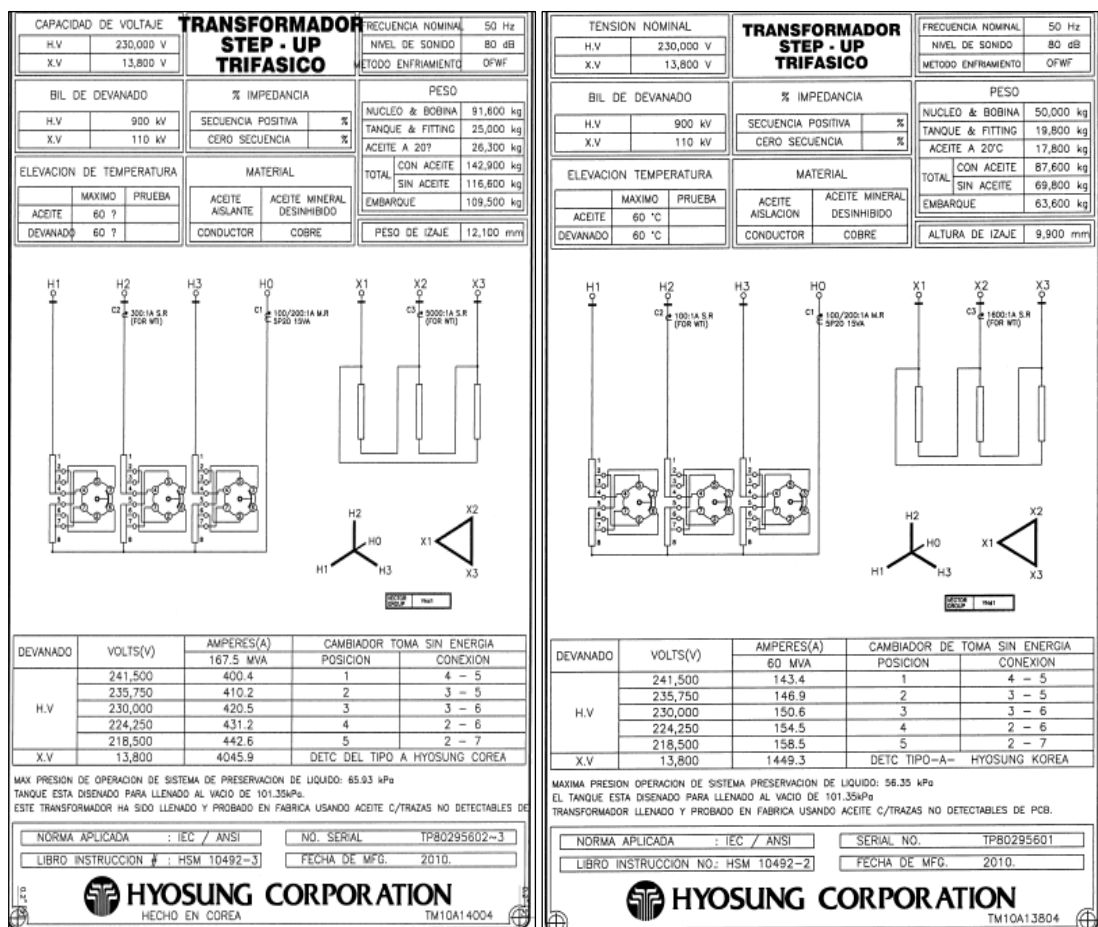 CAPACIDAD DE VOLTAJE
H.V 230,000 V
X.V 13,800 V
TRANSFORMADOR
STEP - UP
TRIFASICO
FRECUENCIA NOMINAL 50 Hz
NIVEL DE SONIDO 80 dB
METODO ENFRIAMIENTO OFWF
BIL DE DEVANADO
H.V 900 kV
X.V 110 kV
% IMPEDANCIA
SECUENCIA POSITIVA %
CERO SECUENCIA %
PESO
NUCLEO & BOBINA 91,600 kg
TANQUE & FITTING 25,000 kg
ACEITE A 20? 26,300 kg
TOTAL CON ACEITE 142,900 kg
SIN ACEITE 116,600 kg
EMBARQUE 109,500 kg
ELEVACION DE TEMPERATURA
MAXIMO PRUEBA
ACEITE 60 ?
DEVANADO 60 ?
MATERIAL
ACEITE AISLANTE ACEITE MINERAL DESINHIBIDO
CONDUCTOR COBRE
PESO DE IZAJE 12,100 mm
H1 H2 H3 H0 X1 X2 X3
C2 300:1A S.R
(FOR WTI)
C1 100/200:1A M.R
5P20 15VA
C3 5000:1A S.R
(FOR WTI)
1
2
3
4
5
6
7
8
H2
H0
H1 H3
X2
X1
X3
VECTOR GROUP YNd1
DEVANADO VOLTS(V) AMPERES(A) CAMBIADOR TOMA SIN ENERGIA
167.5 MVA POSICION CONEXION
H.V
241,500 400.4 1 4 - 5
235,750 410.2 2 3 - 5
230,000 420.5 3 3 - 6
224,250 431.2 4 2 - 6
218,500 442.6 5 2 - 7
X.V 13,800 4045.9 DETC DEL TIPO A HYOSUNG COREA
MAX PRESION DE OPERACION DE SISTEMA DE PRESERVACION DE LIQUIDO: 65.93 kPa
TANQUE ESTA DISENADO PARA LLENADO AL VACIO DE 101.35kPa.
ESTE TRANSFORMADOR HA SIDO LLENADO Y PROBADO EN FABRICA USANDO ACEITE C/TRAZAS NO DETECTABLES DE
NORMA APLICADA : IEC / ANSI
NO. SERIAL TP80295602~3
LIBRO INSTRUCCION # : HSM 10492-3
FECHA DE MFG. 2010.
HYOSUNG CORPORATION
HECHO EN COREA TM10A14004
TENSION NOMINAL
H.V 230,000 V
X.V 13,800 V
TRANSFORMADOR
STEP - UP
TRIFASICO
FRECUENCIA NOMINAL 50 Hz
NIVEL DE SONIDO 80 dB
METODO ENFRIAMIENTO OFWF
BIL DE DEVANADO
H.V 900 kV
X.V 110 kV
% IMPEDANCIA
SECUENCIA POSITIVA %
CERO SECUENCIA %
PESO
NUCLEO & BOBINA 50,000 kg
TANQUE & FITTING 19,800 kg
ACEITE A 20'C 17,800 kg
TOTAL CON ACEITE 87,600 kg
SIN ACEITE 69,800 kg
EMBARQUE 63,600 kg
ELEVACION TEMPERATURA
MAXIMO PRUEBA
ACEITE 60 °C
DEVANADO 60 °C
MATERIAL
ACEITE AISLACION ACEITE MINERAL DESINHIBIDO
CONDUCTOR COBRE
ALTURA DE IZAJE 9,900 mm
H1 H2 H3 H0 X1 X2 X3
C2 100:1A S.R
(FOR WTI)
C1 100/200:1A M.R
5P20 15VA
C3 1600:1A S.R
(FOR WTI)
1
2
3
4
5
6
7
8
H2
H0
H1 H3
X2
X1
X3
VECTOR GROUP YNd1
DEVANADO VOLTS(V) AMPERES(A) CAMBIADOR DE TOMA SIN ENERGIA
60 MVA POSICION CONEXION
H.V
241,500 143.4 1 4 - 5
235,750 146.9 2 3 - 5
230,000 150.6 3 3 - 6
224,250 154.5 4 2 - 6
218,500 158.5 5 2 - 7
X.V 13,800 1449.3 DETC TIPO-A- HYOSUNG KOREA
MAXIMA PRESION OPERACION DE SISTEMA PRESERVACION DE LIQUIDO: 56.35 kPa
EL TANQUE ESTA DISENADO PARA LLENADO AL VACIO DE 101.35kPa
TRANSFORMADOR LLENADO Y PROBADO EN FABRICA USANDO ACEITE C/TRAZAS NO DETECTABLES DE PCB.
NORMA APLICADA : IEC / ANSI
SERIAL NO. TP80295601
LIBRO INSTRUCCION NO.: HSM 10492-2
FECHA DE MFG. 2010.
HYOSUNG CORPORATION
TM10A13804